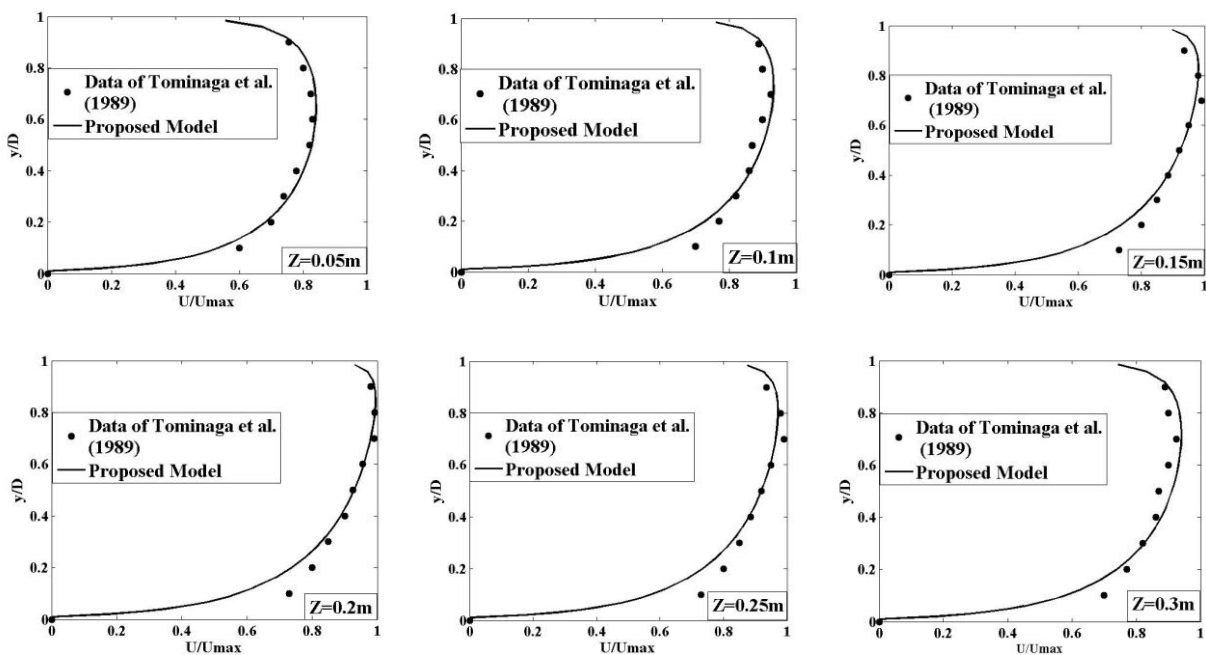 1
0.8
0.6
0.4
0.2
0
y/D
Data of Tominaga et al.
(1989)
Proposed Model
Z=0.05m
0 0.2 0.4 0.6 0.8 1
U/Umax
1
0.8
0.6
0.4
0.2
0
y/D
Data of Tominaga et al.
(1989)
Proposed Model
Z=0.1m
0 0.2 0.4 0.6 0.8 1
U/Umax
1
0.8
0.6
0.4
0.2
0
y/D
Data of Tominaga et al.
(1989)
Proposed Model
Z=0.15m
0 0.2 0.4 0.6 0.8 1
U/Umax
1
0.8
0.6
0.4
0.2
0
y/D
Data of Tominaga et al.
(1989)
Proposed Model
Z=0.2m
0 0.2 0.4 0.6 0.8 1
U/Umax
1
0.8
0.6
0.4
0.2
0
y/D
Data of Tominaga et al.
(1989)
Proposed Model
Z=0.25m
0 0.2 0.4 0.6 0.8 1
U/Umax
1
0.8
0.6
0.4
0.2
0
y/D
Data of Tominaga et al.
(1989)
Proposed Model
Z=0.3m
0 0.2 0.4 0.6 0.8 1
U/Umax